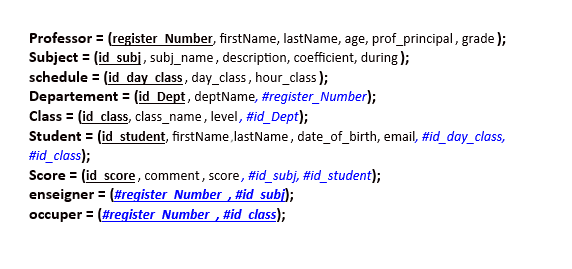 Professor = (register_Number, firstName, lastName, age, prof_principal, grade);
Subject = (id_subj, subj_name, description, coefficient, during);
schedule = (id_day_class, day_class, hour_class);
Departement = (id_Dept, deptName, #register_Number);
Class = (id_class, class_name, level, #id_Dept);
Student = (id_student, firstName,lastName, date_of_birth, email, #id_day_class,
#id_class);
Score = (id_score, comment, score, #id_subj, #id_student);
enseigner = (#register_Number, #id_subj);
occuper = (#register_Number, #id_class);